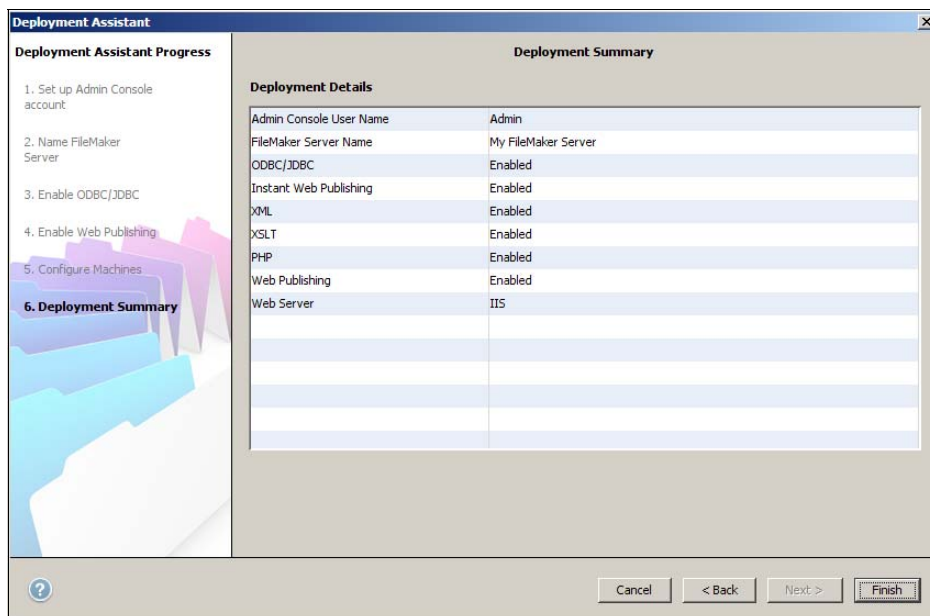 Deployment Assistant
Deployment Assistant Progress
1. Set up Admin Console
account
2. Name FileMaker
Server
3. Enable ODBC/JDBC
4. Enable Web Publishing
5. Configure Machines
6. Deployment Summary
Deployment Summary
Deployment Details
Admin Console User Name Admin
FileMaker Server Name My FileMaker Server
ODBC/JDBC Enabled
Instant Web Publishing Enabled
XML Enabled
XSLT Enabled
PHP Enabled
Web Publishing Enabled
Web Server IIS
? Cancel < Back Next > Finish